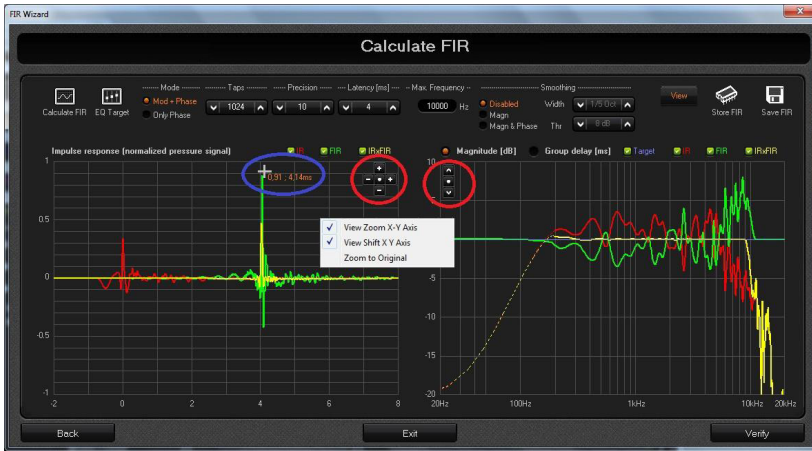 FIR Wizard
Calculate FIR
Mode Taps Precision Latency [ms] Max. Frequency Smoothing
Mod + Phase
Only Phase
1024
10
4
10000 Hz
Disabled
Magn
Magn & Phase
Width 1/5 Oct
Thr 8 dB
View
Calculate FIR
EQ Target
Store FIR
Save FIR
Impulse response (normalized pressure signal) IR FIR IRxFIR
Magnitude [dB] Group delay [ms] Target IR FIR IRxFIR
0,91 ; 4,14ms
View Zoom X-Y Axis
View Shift X Y Axis
Zoom to Original
1
0.5
0
-0.5
-1
-2 0 2 4 6 8
10
-5
-10
-15
-20
20Hz 100Hz 1kHz 10kHz 20kHz
Back
Exit
Verify